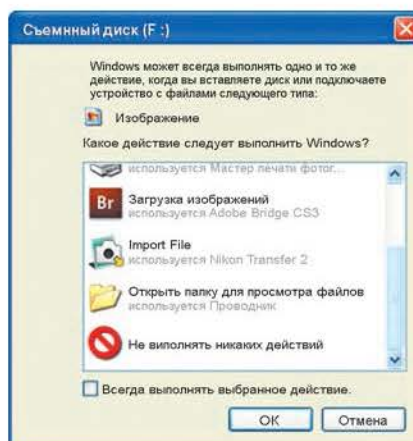 Съемнный диск (F :)
Windows может всегда выполнять одно и то же
действие, когда вы вставляете диск или подключаете
устройство с файлами следующего типа:
Изображение
Какое действие следует выполнить Windows?
используется Мастер печати фотог...
Br Загрузка изображений
используется Adobe Bridge CS3
Import File
используется Nikon Transfer 2
Открыть папку для просмотра файлов
используется Проводник
Не виполнять никаких действий
Всегда выполнять выбранное действие.
OK Отмена